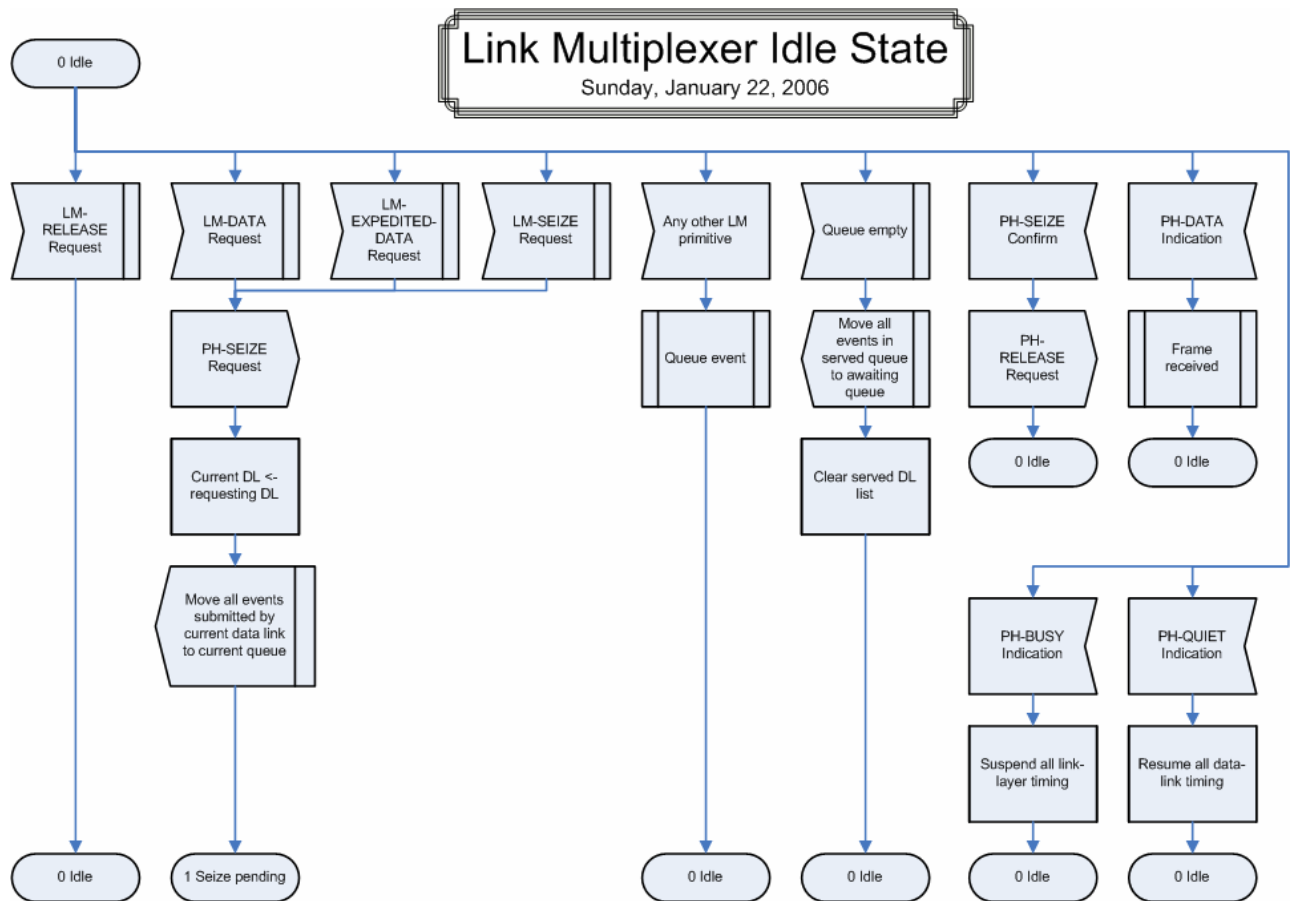 Link Multiplexer Idle State
Sunday, January 22, 2006
0 Idle
LM-
RELEASE
Request
LM-DATA
Request
LM-
EXPEDITED-
DATA
Request
LM-SEIZE
Request
Any other LM
primitive
Queue empty
PH-SEIZE
Confirm
PH-DATA
Indication
PH-SEIZE
Request
Queue event
Move all
events in
served queue
to awaiting
queue
PH-
RELEASE
Request
Frame
received
Current DL <-
requesting DL
Clear served DL
list
0 Idle
0 Idle
Move all events
submitted by
current data link
to current queue
PH-BUSY
Indication
PH-QUIET
Indication
Suspend all link-
layer timing
Resume all data-
link timing
0 Idle
1 Seize pending
0 Idle
0 Idle
0 Idle
0 Idle